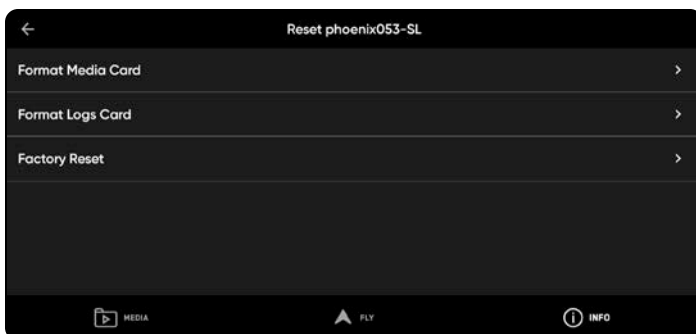 Reset phoenix053-SL
Format Media Card
Format Logs Card
Factory Reset
MEDIA FLY INFO